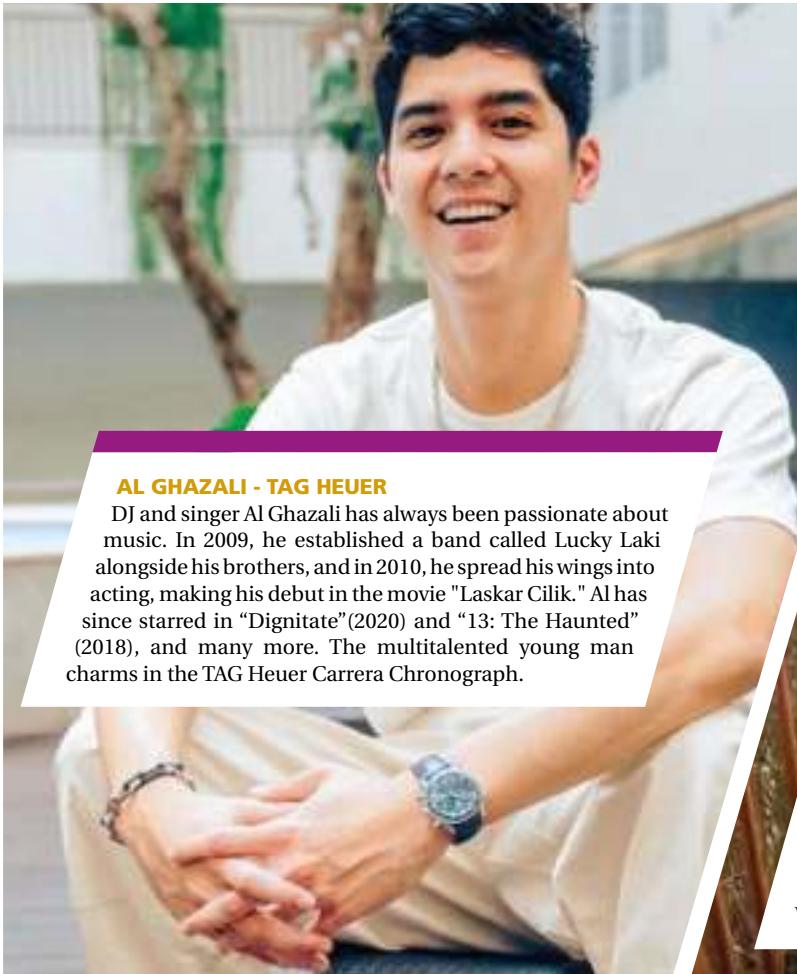 AL GHAZALI - TAG HEUER
DJ and singer Al Ghazali has always been passionate about
music. In 2009, he established a band called Lucky Laki
alongside his brothers, and in 2010, he spread his wings into
acting, making his debut in the movie "Laskar Cilik." Al has
since starred in “Dignitate”(2020) and “13: The Haunted”
(2018), and many more. The multitalented young man
charms in the TAG Heuer Carrera Chronograph.